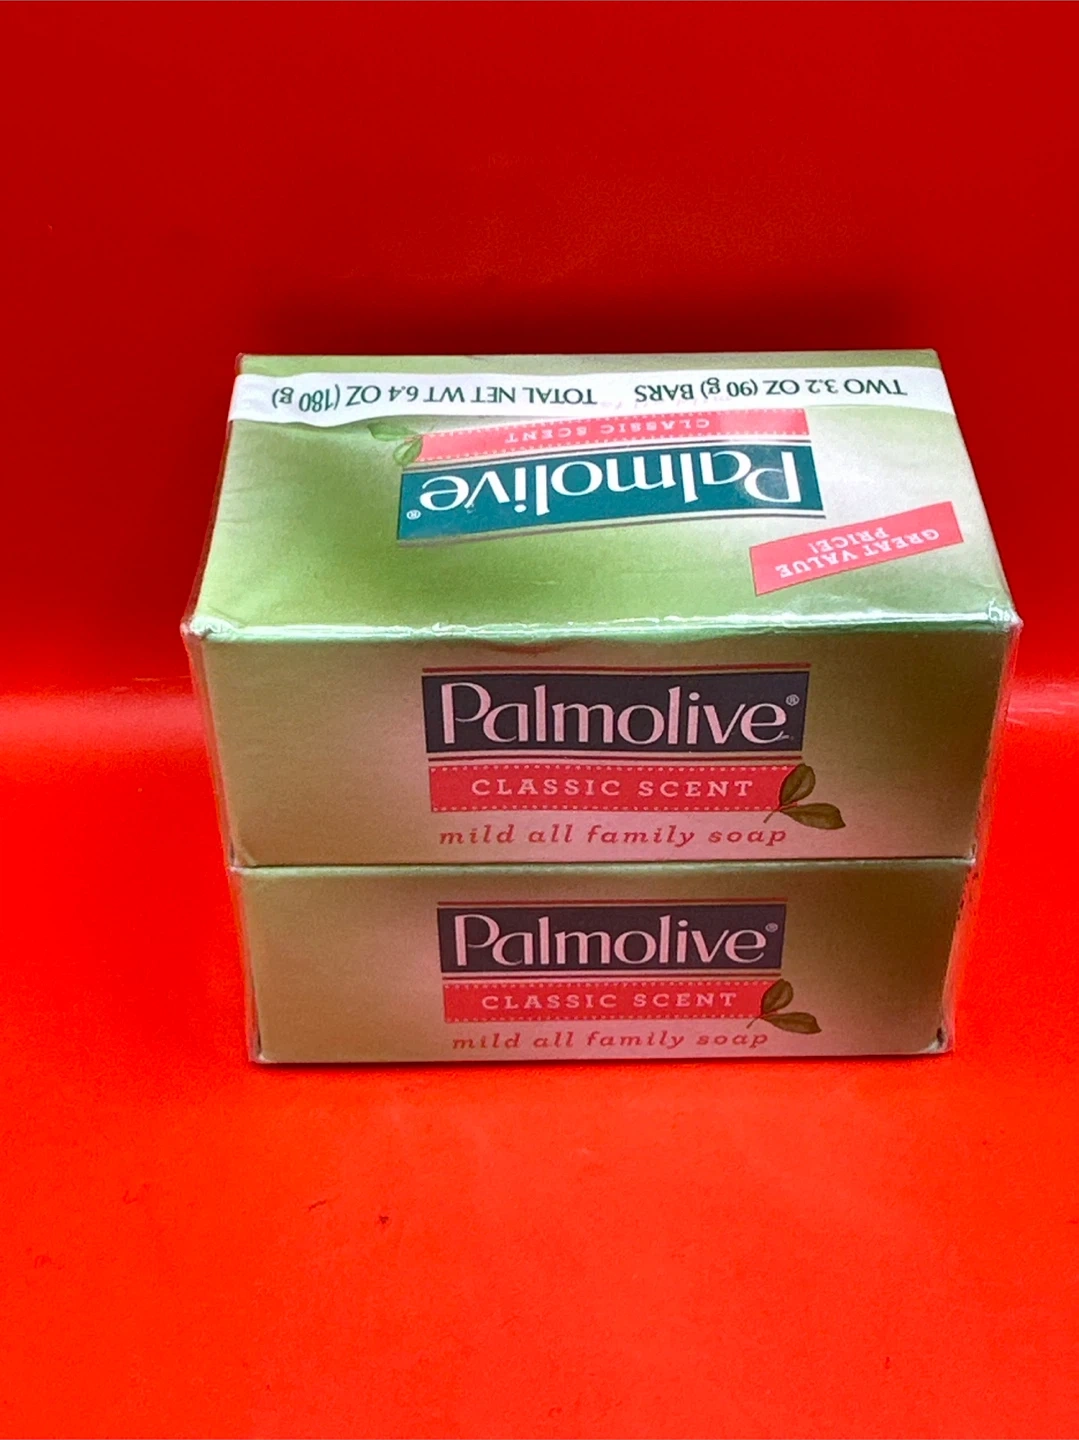 TWO 3.2 OZ (90 g) BARS TOTAL NET WT 6.4 OZ (180 g)
CLASSIC SCENT
Palmolive®
GREAT VALUE
PRICE!
Palmolive®
CLASSIC SCENT
mild all family soap
Palmolive®
CLASSIC SCENT
mild all family soap